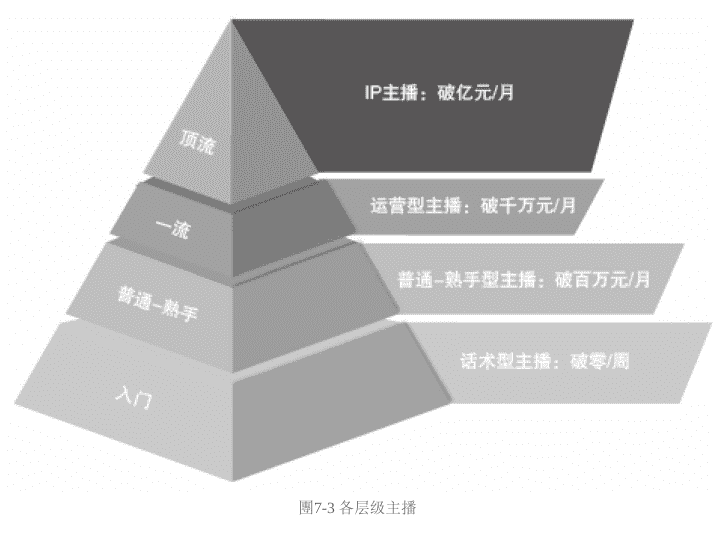 顶流
IP主播：破亿元/月
一流
运营型主播：破千万元/月
普通-熟手
普通-熟手型主播：破百万元/月
入门
话术型主播：破零/周
圑7-3 各层级主播